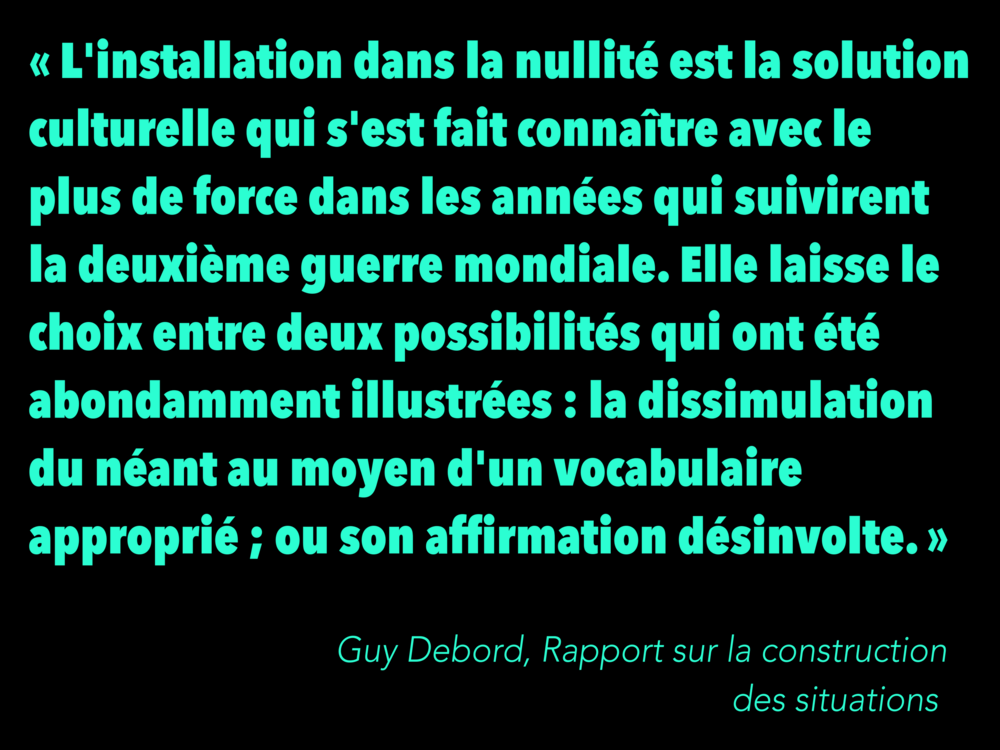 « L'installation dans la nullité est la solution
culturelle qui s'est fait connaître avec le
plus de force dans les années qui suivirent
la deuxième guerre mondiale. Elle laisse le
choix entre deux possibilités qui ont été
abondamment illustrées : la dissimulation
du néant au moyen d'un vocabulaire
approprié ; ou son affirmation désinvolte. »
Guy Debord, Rapport sur la construction
des situations